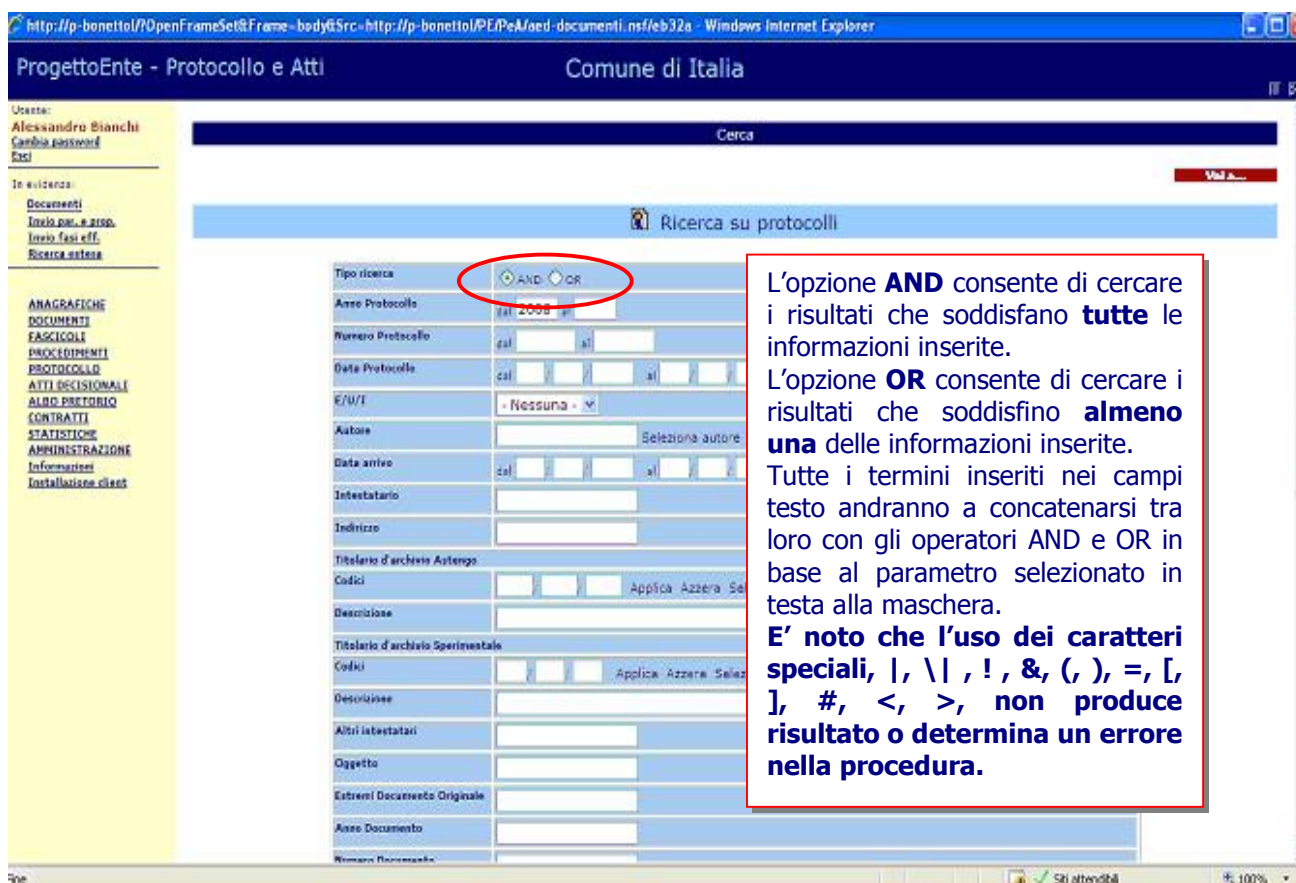 http://p-bonettol/?OpenFrameSet&Frame=body&Src=http://p-bonettol/PE/PeA/aed-documenti.nsf/eb32a - Windows Internet Explorer
ProgettoEnte - Protocollo e Atti
Comune di Italia
Utente:
Alessandro Bianchi
Cambia password
Esci
Cerca
Vai a...
In evidenza:
Documenti
Invio par. e prop.
Invio fasi eff.
Ricerca estesa
ANAGRAFICHE
DOCUMENTI
FASCICOLI
PROCEDIMENTI
PROTOCOLLO
ATTI DECISIONALI
ALBO PRETORIO
CONTRATTI
STATISTICHE
AMMINISTRAZIONE
Informazioni
Installazione client
Ricerca su protocolli
Tipo ricerca AND OR
Anno Protocollo dal 2008 al
Numero Protocollo dal al
Data Protocollo dal / / al / /
E/U/I - Nessuna -
Autore Seleziona autore
Data arrivo dal / / al / /
Intestatario
Indirizzo
Titolario d'archivio Astengo
Codici / / Applica Azzera
Descrizione
Titolario d'archivio Sperimentale
Codici / / Applica Azzera
Descrizione
Altri intestatari
Oggetto
Estremi Documento Originale
Anno Documento
Numero Documento
L'opzione AND consente di cercare
i risultati che soddisfano tutte le
informazioni inserite.
L'opzione OR consente di cercare i
risultati che soddisfino almeno
una delle informazioni inserite.
Tutte i termini inseriti nei campi
testo andranno a concatenarsi tra
loro con gli operatori AND e OR in
base al parametro selezionato in
testa alla maschera.
E' noto che l'uso dei caratteri
speciali, |, \| , ! , &, (, ), =, [,
], #, <, >, non produce
risultato o determina un errore
nella procedura.
Siti attendibili
100%